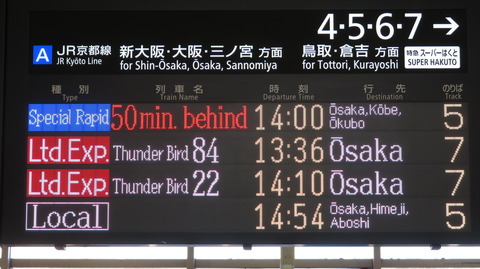 4・5・6・7→
A JR京都線 新大阪・大阪・三ノ宮 方面 鳥取・倉吉 方面 特急 スーパーはくと
JR Kyōto Line for Shin-Ōsaka, Ōsaka, Sannomiya for Tottori, Kurayoshi SUPER HAKUTO
種別 列車名 時刻 行先 のりば
Type Train Name Departure Time Destination Track
Special Rapid 50min. behind 14:00 Ōsaka,Kōbe, Ōkubo 5
Ltd.Exp. Thunder Bird 84 13:36 Ōsaka 7
Ltd.Exp. Thunder Bird 22 14:10 Ōsaka 7
Local 14:54 Ōsaka,Himeji, Aboshi 5